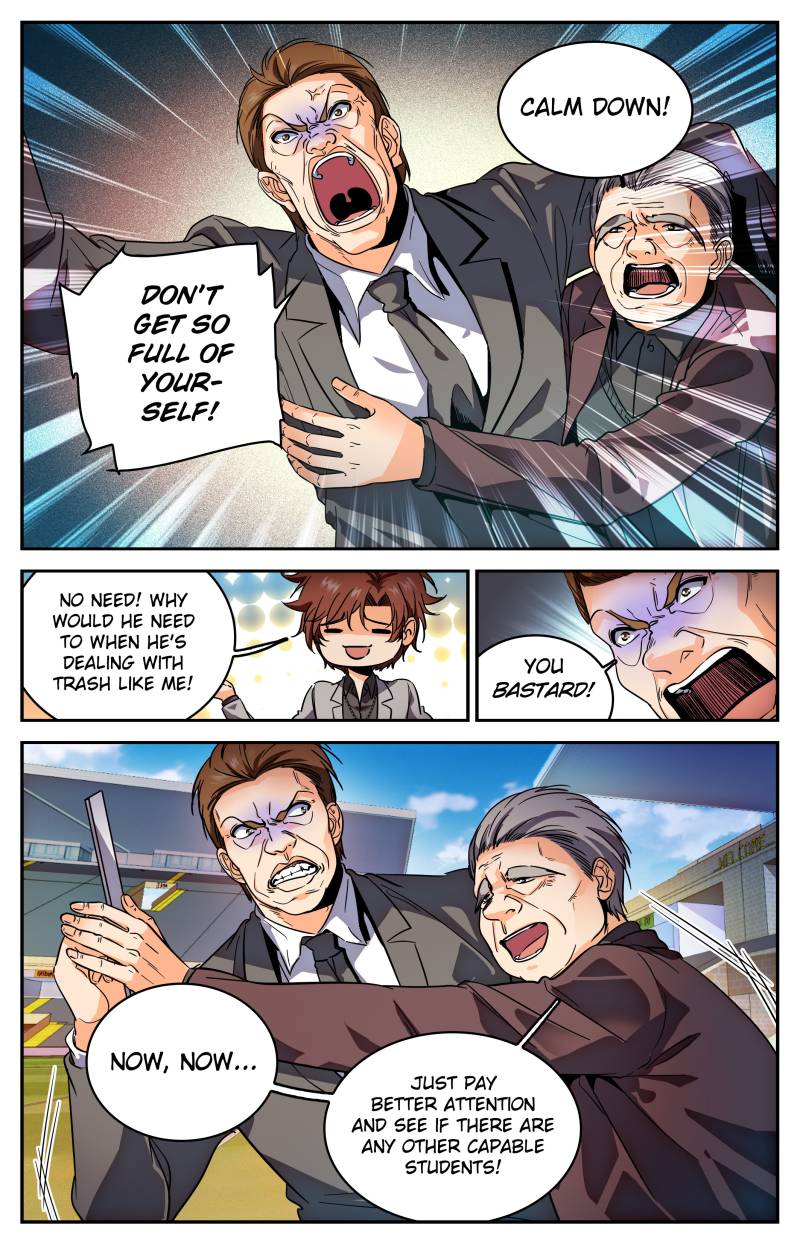 CALM DOWN!
DON'T
GET SO
FULL OF
YOUR-
SELF!
NO NEED! WHY
WOULD HE NEED
TO WHEN HE'S
DEALING WITH
TRASH LIKE ME!
YOU
BASTARD!
WELCOME
NOW, NOW...
JUST PAY
BETTER ATTENTION
AND SEE IF THERE ARE
ANY OTHER CAPABLE
STUDENTS!